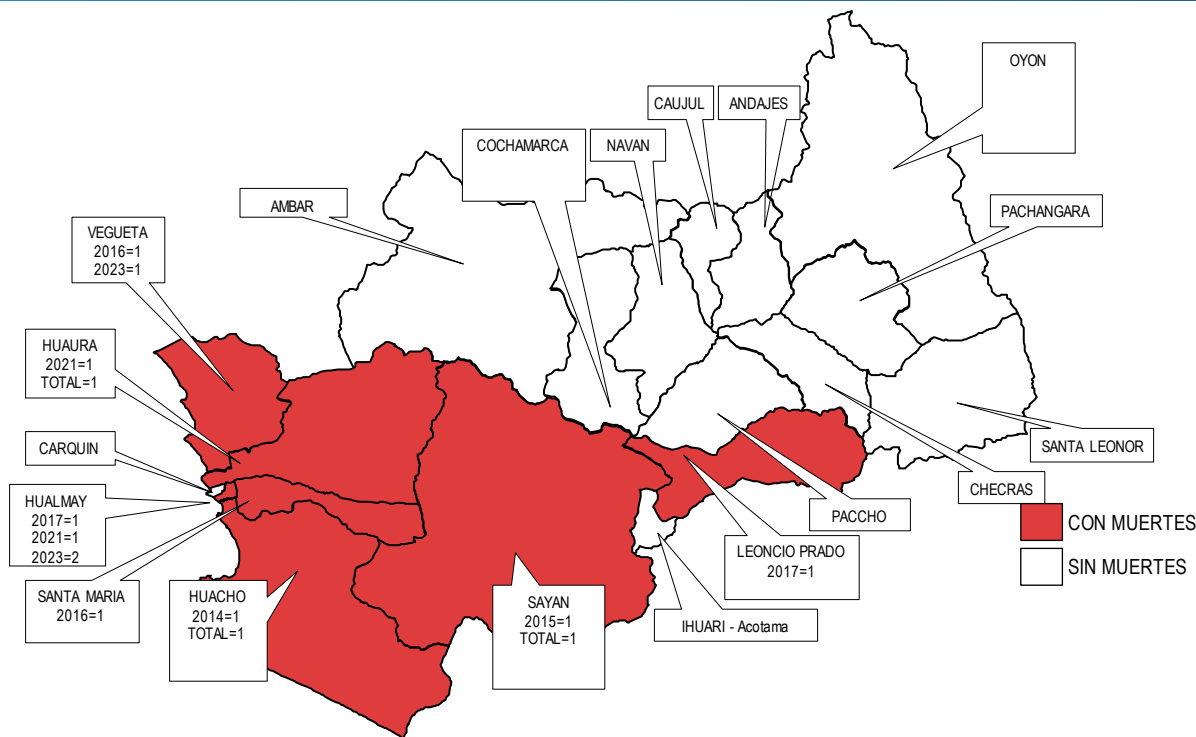 OYON
CAUJUL
ANDAJES
COCHAMARCA
NAVAN
AMBAR
PACHANGARA
VEGUETA
2016=1
2023=1
HUAURA
2021=1
TOTAL=1
CARQUIN
HUALMAY
2017=1
2021=1
2023=2
SANTA MARIA
2016=1
HUACHO
2014=1
TOTAL=1
SAYAN
2015=1
TOTAL=1
LEONCIO PRADO
2017=1
IHUARI - Acotama
PACCHO
CHECRAS
SANTA LEONOR
CON MUERTES
SIN MUERTES